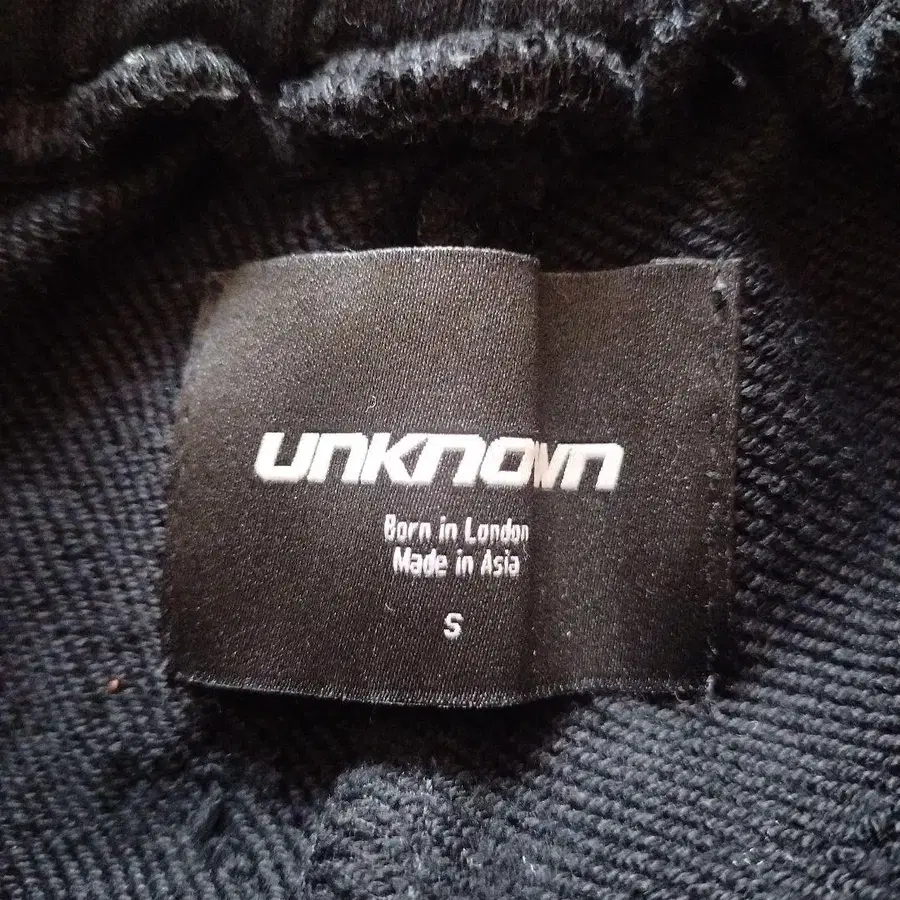 UNKNOWN
Born in London
Made in Asia
S